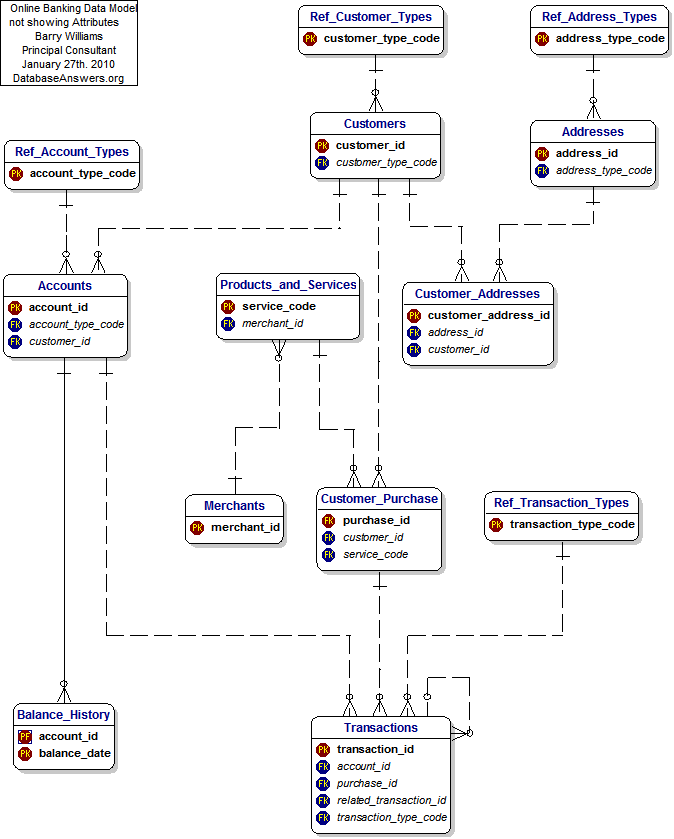 Online Banking Data Model
not showing Attributes
Barry Williams
Principal Consultant
January 27th. 2010
DatabaseAnswers.org
Ref_Customer_Types
PK customer_type_code
Ref_Address_Types
PK address_type_code
Customers
PK customer_id
FK customer_type_code
Addresses
PK address_id
FK address_type_code
Ref_Account_Types
PK account_type_code
Accounts
PK account_id
FK account_type_code
FK customer_id
Products_and_Services
PK service_code
FK merchant_id
Customer_Addresses
PK customer_address_id
FK address_id
FK customer_id
Merchants
PK merchant_id
Customer_Purchase
FK purchase_id
FK customer_id
FK service_code
Ref_Transaction_Types
PK transaction_type_code
Balance_History
PF account_id
PK balance_date
Transactions
PK transaction_id
FK account_id
FK purchase_id
FK related_transaction_id
FK transaction_type_code